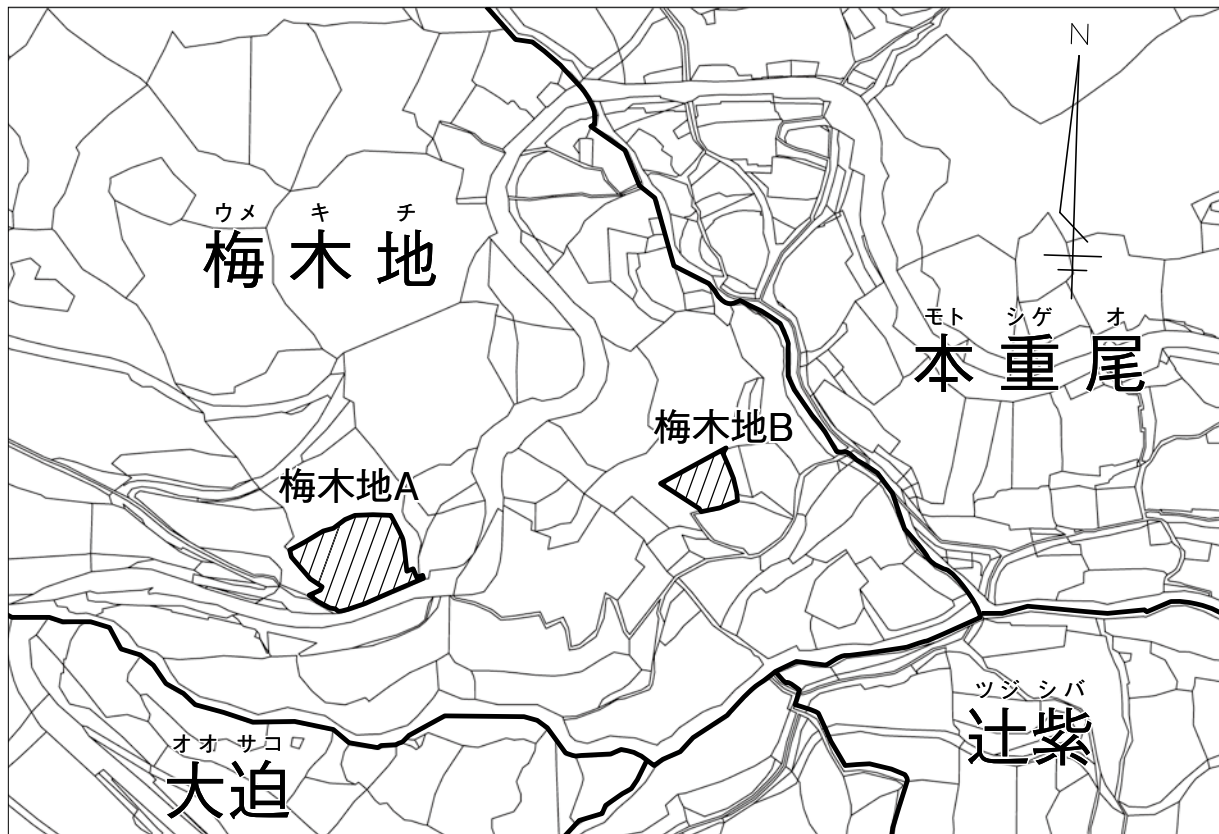 N
ウメ キ チ
梅木地
モト シゲ オ
本重尾
梅木地B
梅木地A
ツジ シバ
辻紫
オオ サコ
大迫